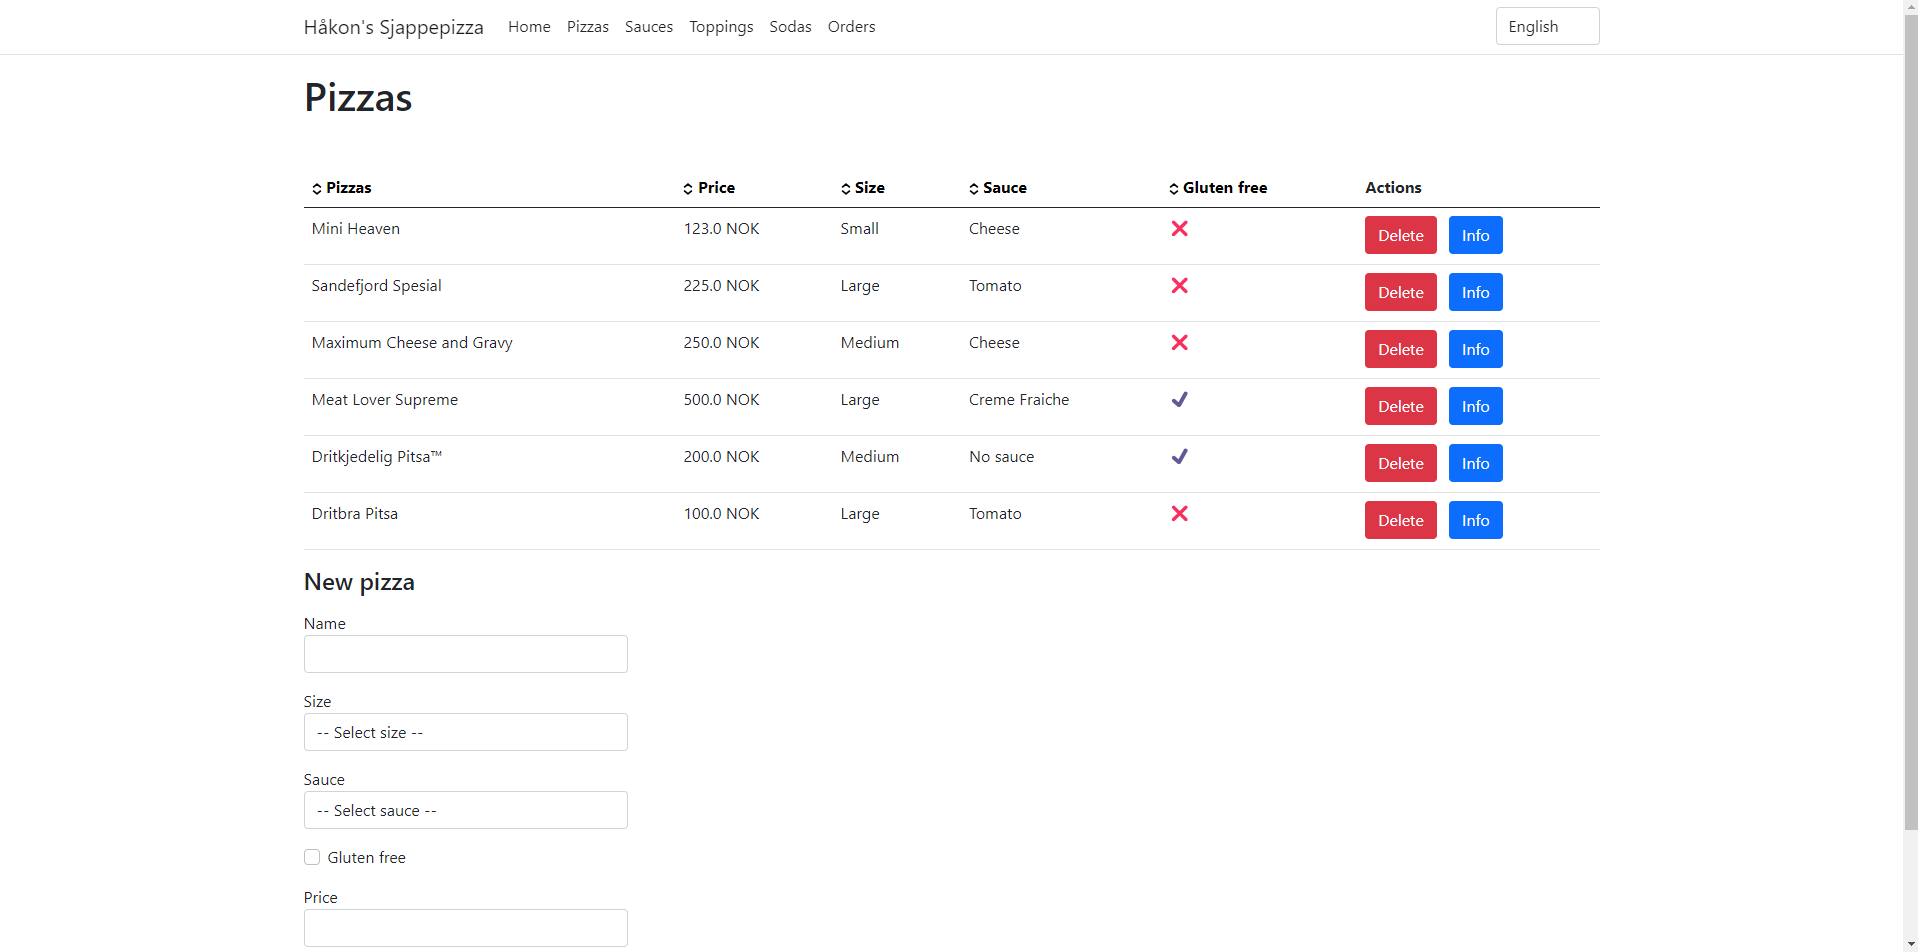 Håkon's Sjappepizza Home Pizzas Sauces Toppings Sodas Orders English
Pizzas
Pizzas Price Size Sauce Gluten free Actions
Mini Heaven 123.0 NOK Small Cheese Delete Info
Sandefjord Spesial 225.0 NOK Large Tomato Delete Info
Maximum Cheese and Gravy 250.0 NOK Medium Cheese Delete Info
Meat Lover Supreme 500.0 NOK Large Creme Fraiche Delete Info
Dritkjedelig Pitsa™ 200.0 NOK Medium No sauce Delete Info
Dritbra Pitsa 100.0 NOK Large Tomato Delete Info
New pizza
Name
Size
-- Select size --
Sauce
-- Select sauce --
Gluten free
Price